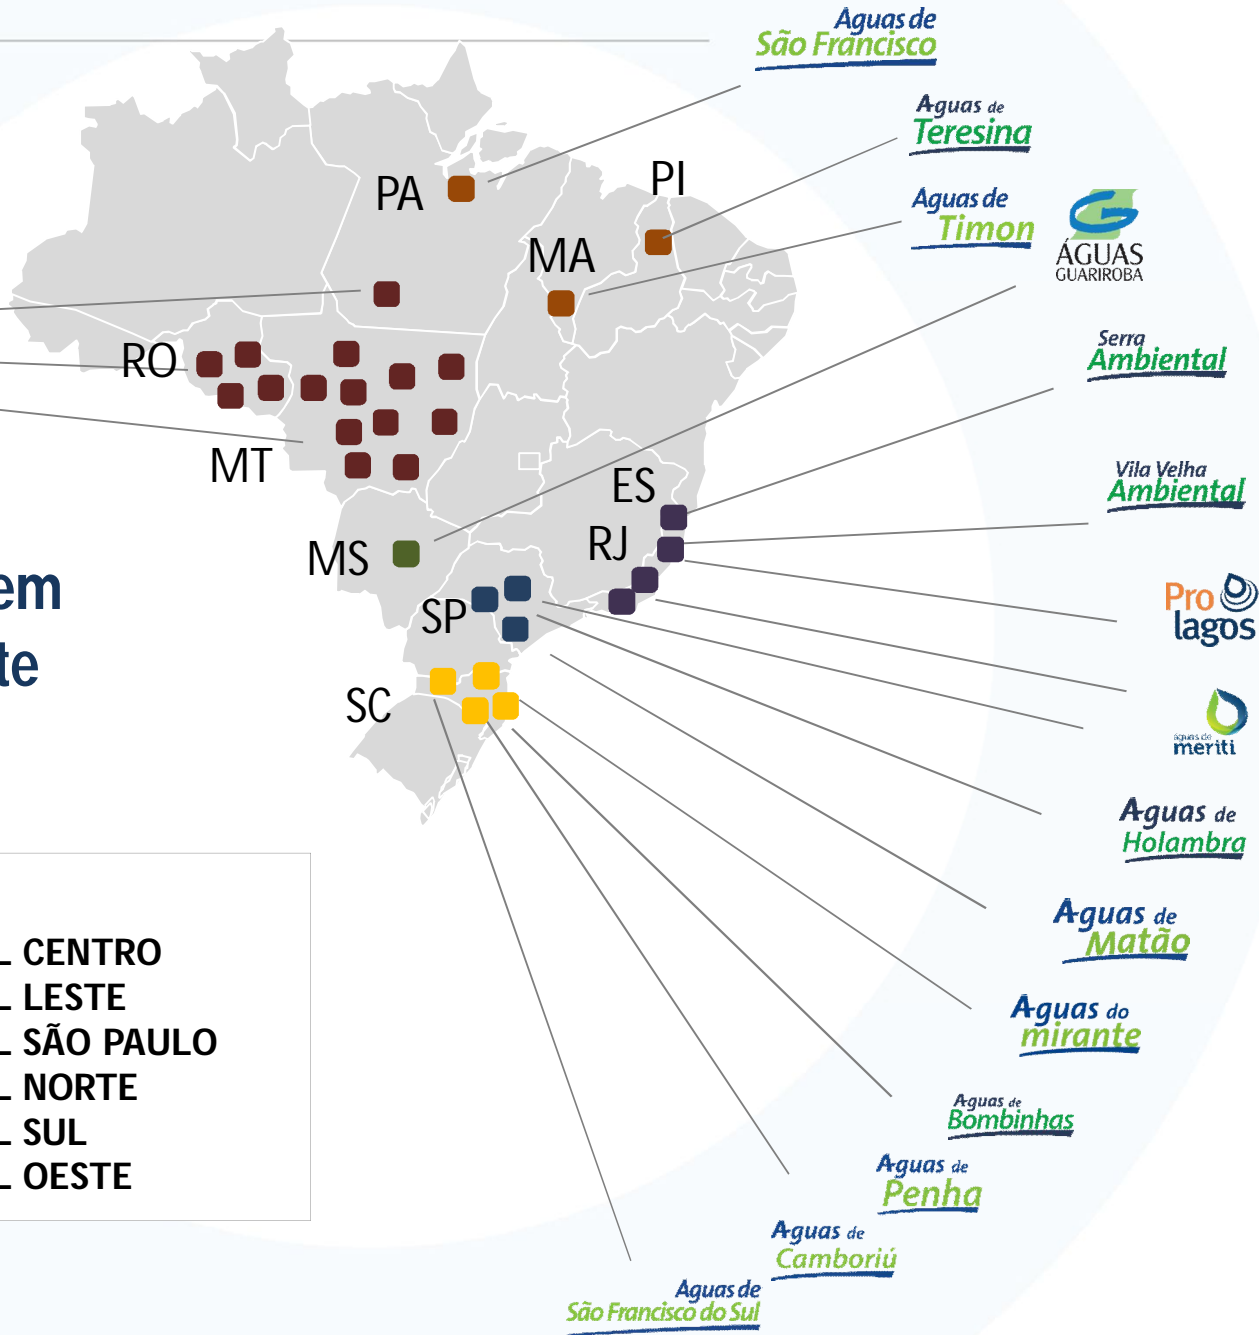 Aguas de
São Francisco
Aguas de
Teresina
PI
PA
Aguas de
Timon
ÁGUAS
GUARIROBA
MA
Serra
Ambiental
RO
MT
Vila Velha
Ambiental
ES
RJ
MS
em
te
SP
Pro
lagos
SC
águas de
meriti
Aguas de
Holambra
Aguas de
Matão
L CENTRO
L LESTE
L SÃO PAULO
L NORTE
L SUL
L OESTE
Aguas do
mirante
Aguas de
Bombinhas
Aguas de
Penha
Aguas de
Camboriú
Aguas de
São Francisco do Sul